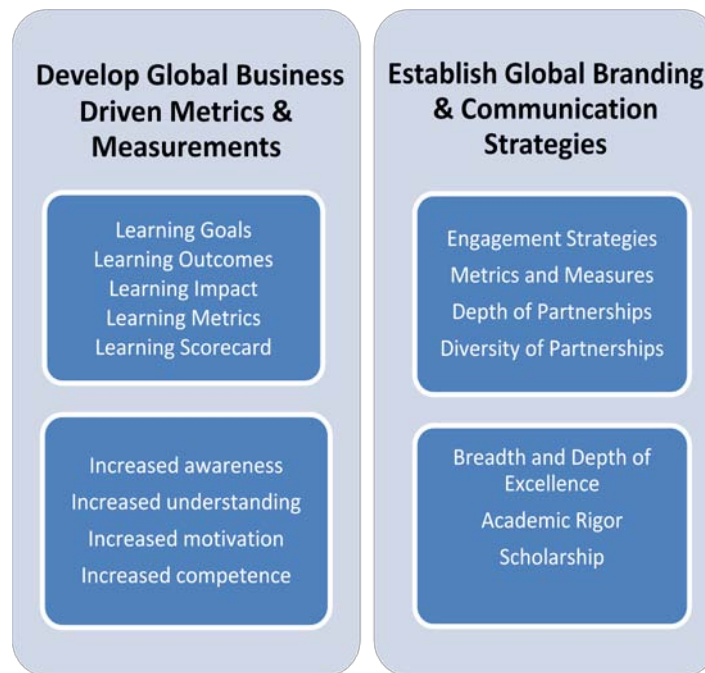 Develop Global Business
Driven Metrics &
Measurements
Learning Goals
Learning Outcomes
Learning Impact
Learning Metrics
Learning Scorecard
Increased awareness
Increased understanding
Increased motivation
Increased competence
Establish Global Branding
& Communication
Strategies
Engagement Strategies
Metrics and Measures
Depth of Partnerships
Diversity of Partnerships
Breadth and Depth of
Excellence
Academic Rigor
Scholarship